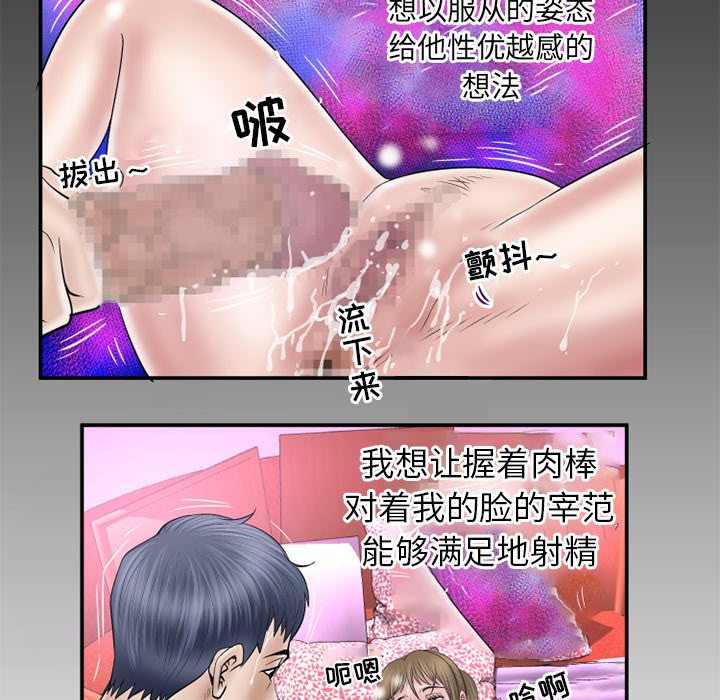 想以服从的姿态
给他性优越感的
想法
啵
拔出~
颤抖~
流下来
我想让握着肉棒
对着我的脸的宰范
能够满足地射精
呃嗯
哈啊